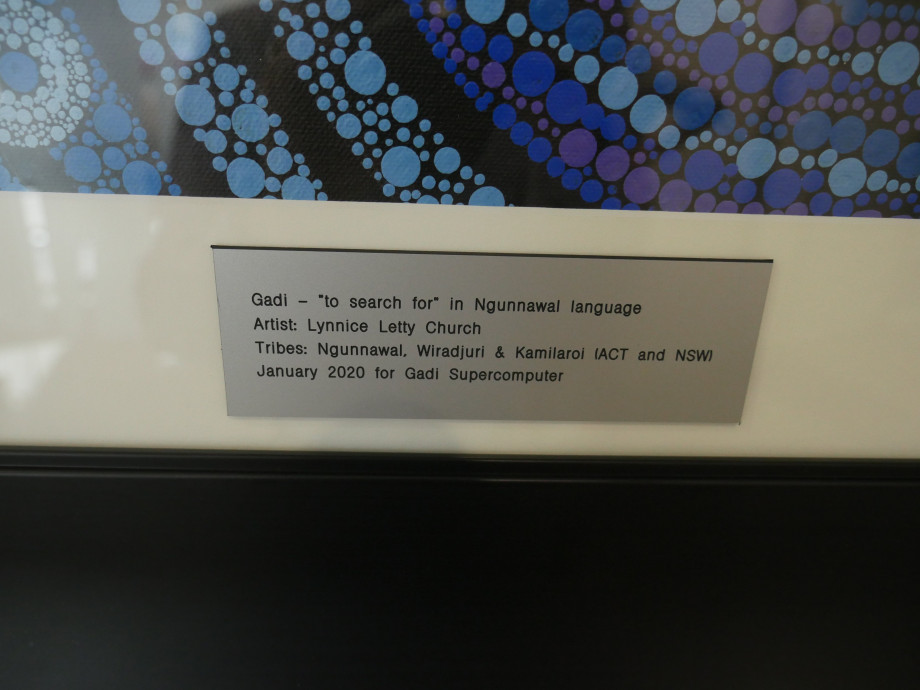 Gadi – "to search for" in Ngunnawal language
Artist: Lynnice Letty Church
Tribes: Ngunnawal, Wiradjuri & Kamilaroi (ACT and NSW)
January 2020 for Gadi Supercomputer